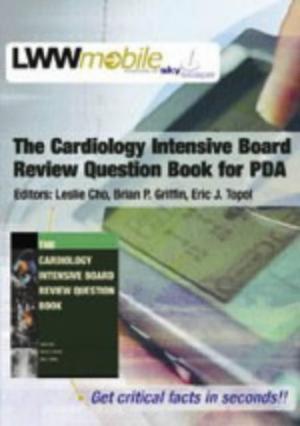 LWWmobile
The Cardiology Intensive Board
Review Question Book for PDA
Editors: Leslie Cho, Brian P. Griffin, Eric J. Topol
THE
CARDIOLOGY
INTENSIVE BOARD
REVIEW QUESTION
BOOK
• Get critical facts in seconds!!